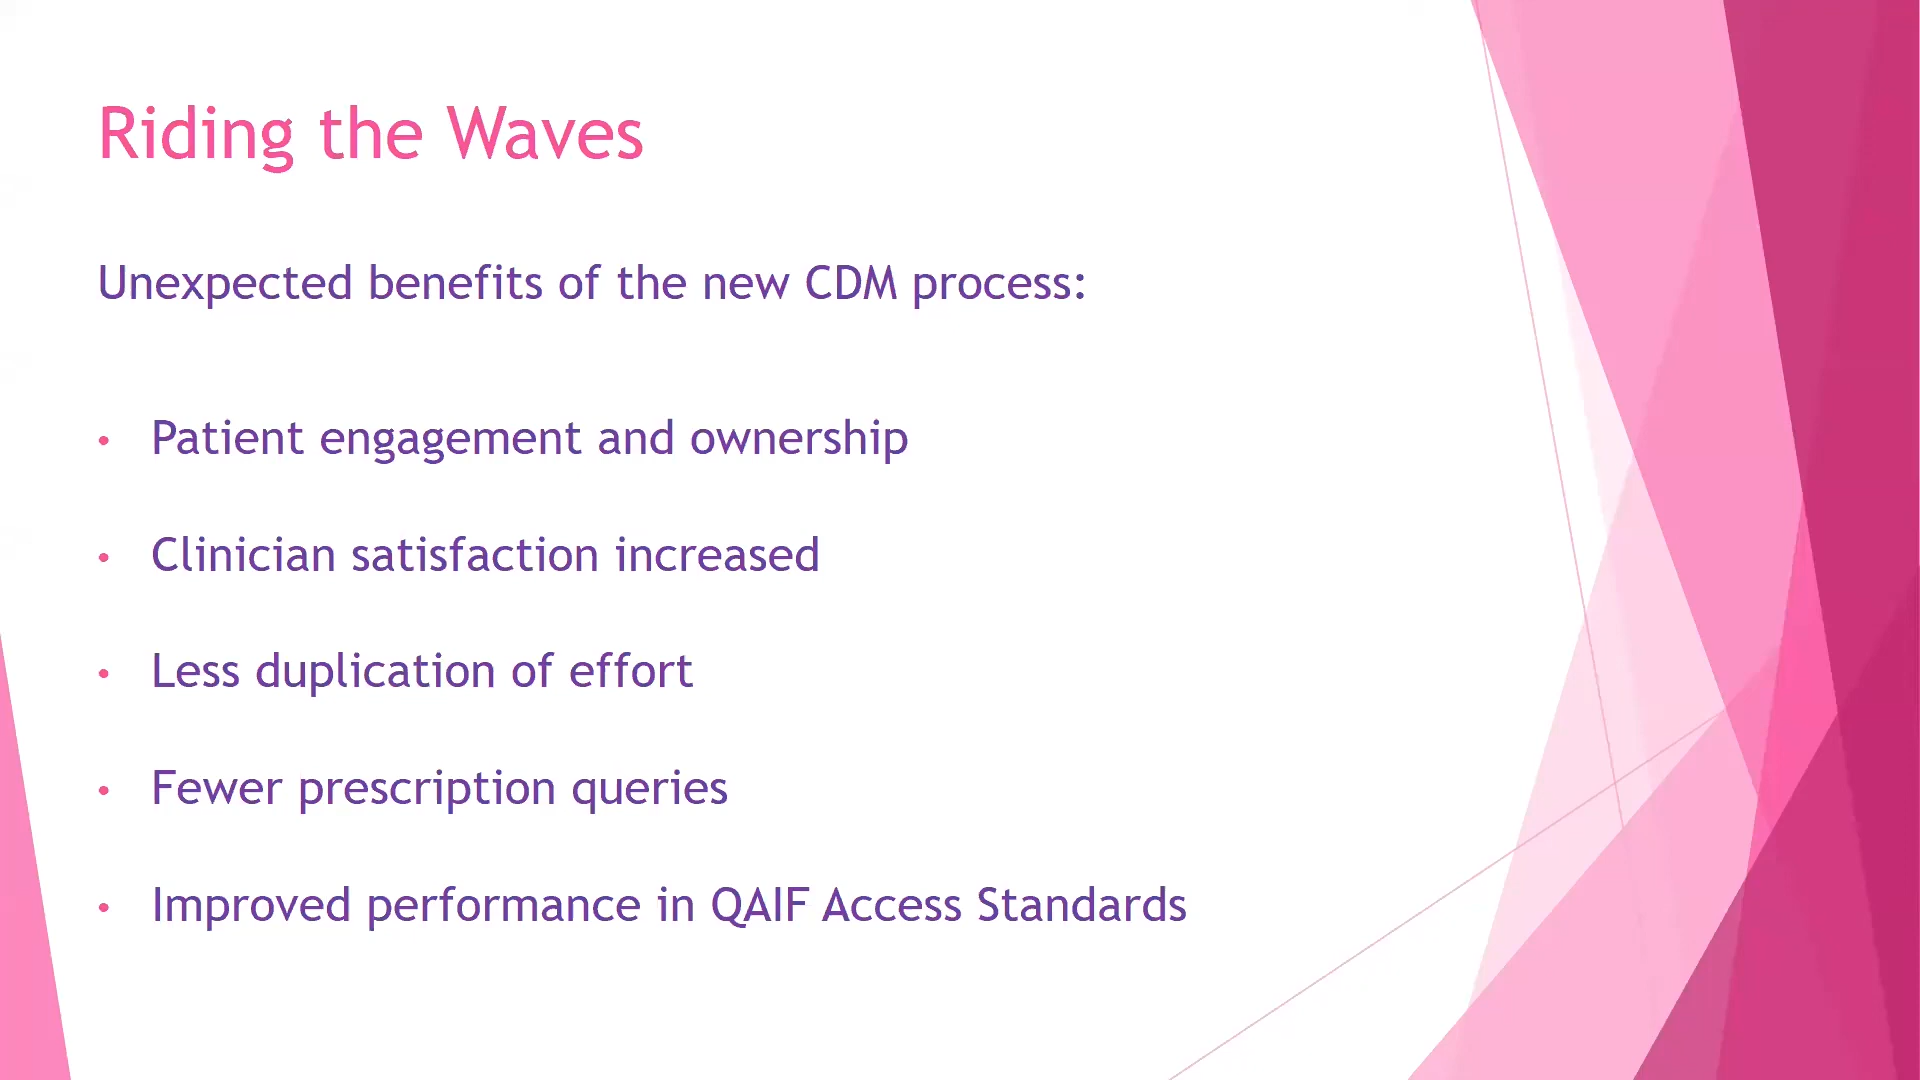 Riding the Waves
Unexpected benefits of the new CDM process:
• Patient engagement and ownership
• Clinician satisfaction increased
• Less duplication of effort
• Fewer prescription queries
• Improved performance in QAIF Access Standards